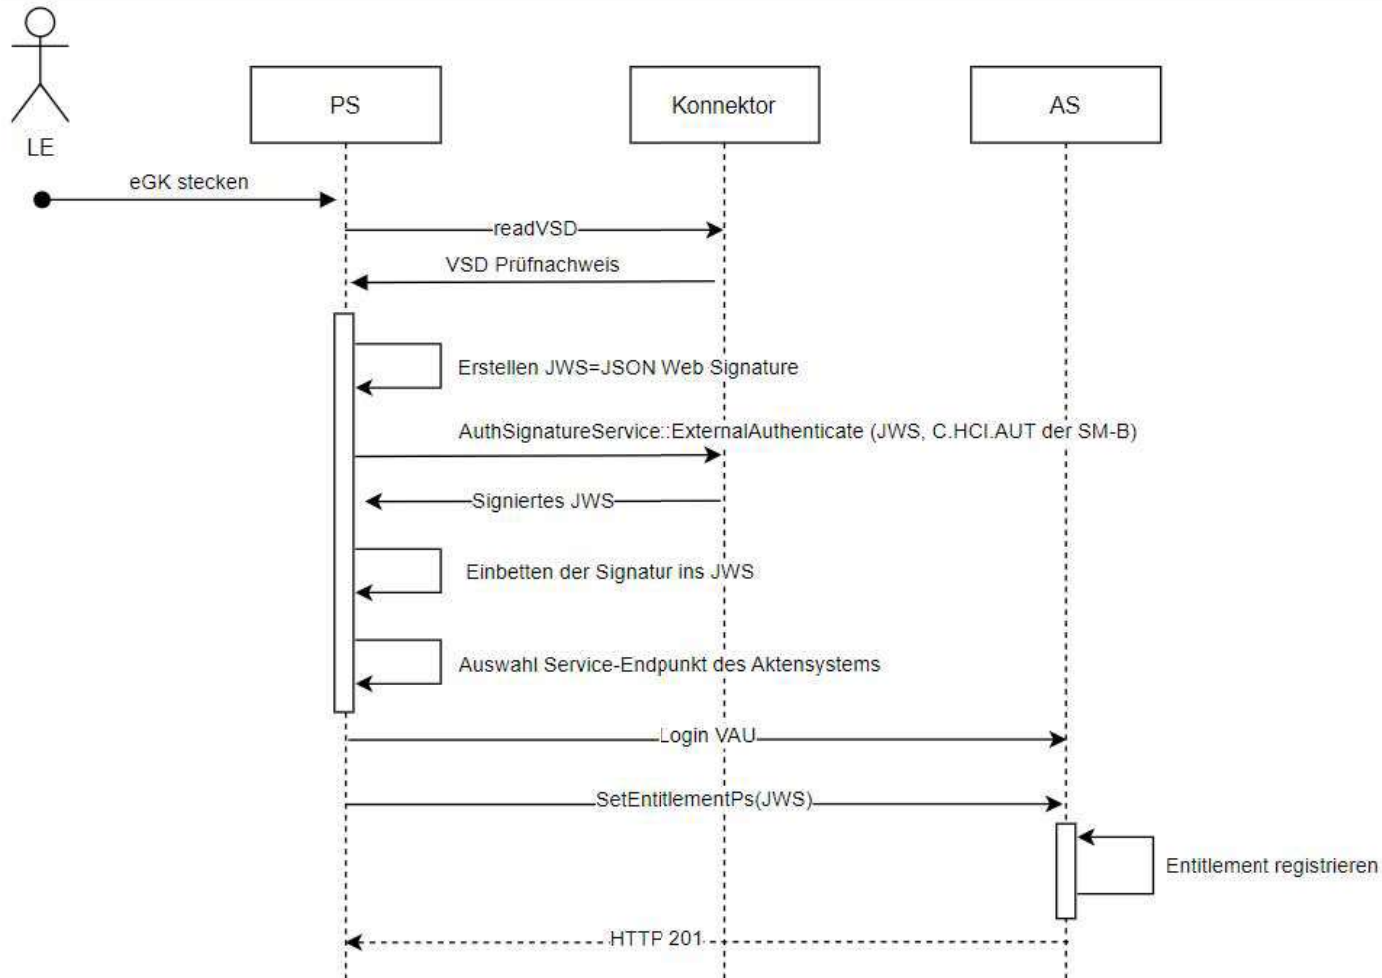 PS
Konnektor
AS
LE
eGK stecken
readVSD
VSD Prüfnachweis
Erstellen JWS=JSON Web Signature
AuthSignatureService::ExternalAuthenticate (JWS, C.HCI.AUT der SM-B)
Signiertes JWS
Einbetten der Signatur ins JWS
Auswahl Service-Endpunkt des Aktensystems
Login VAU
SetEntitlementPs(JWS)
Entitlement registrieren
HTTP 201